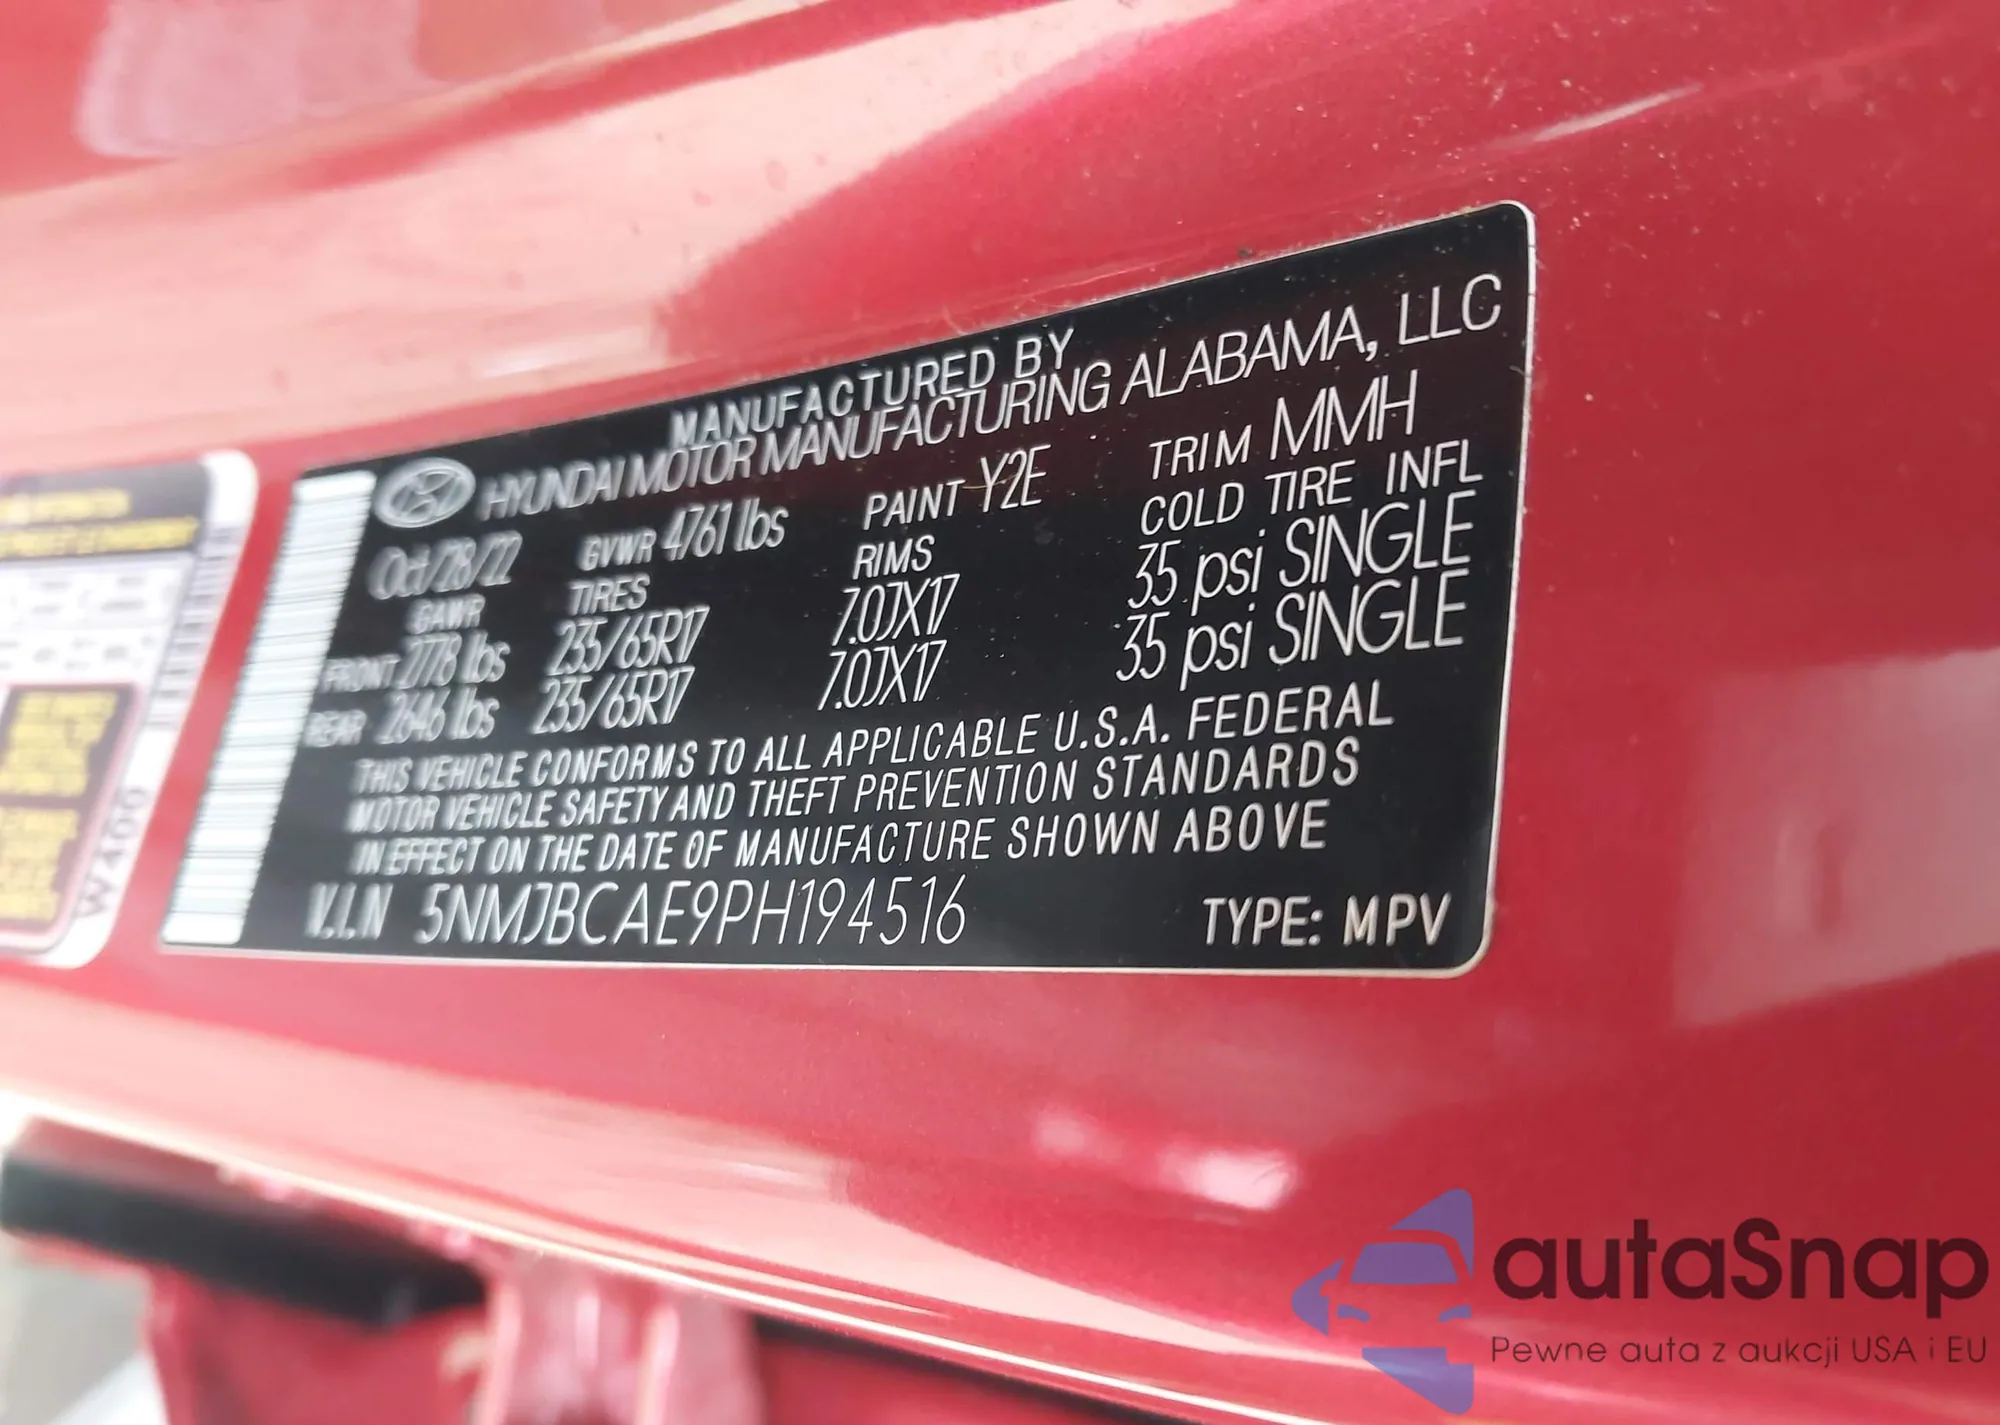 MANUFACTURED BY
HYUNDAI MOTOR MANUFACTURING ALABAMA, LLC
Oct/28/22 GVWR 4761 lbs PAINT Y2E TRIM MMH
GAWR TIRES RIMS COLD TIRE INFL
FRONT 2778 lbs 235/65R17 7.0JX17 35 psi SINGLE
REAR 2646 lbs 235/65R17 7.0JX17 35 psi SINGLE
THIS VEHICLE CONFORMS TO ALL APPLICABLE U.S.A. FEDERAL
MOTOR VEHICLE SAFETY AND THEFT PREVENTION STANDARDS
IN EFFECT ON THE DATE OF MANUFACTURE SHOWN ABOVE
V.I.N 5NMJBCAE9PH194516 TYPE: MPV
W400
autaSnap
Pewne auta z aukcji USA i EU